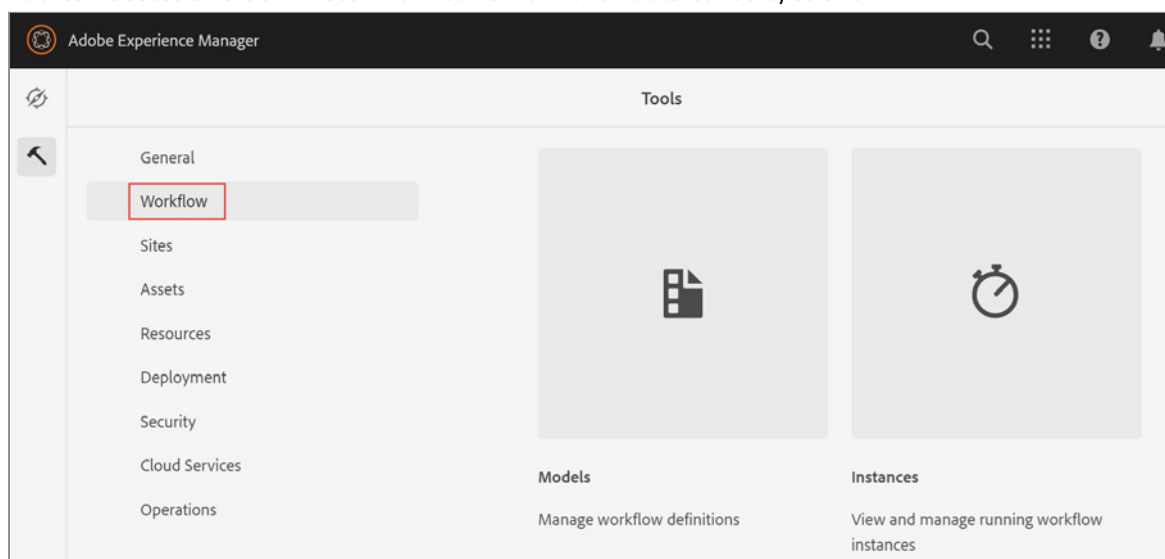 Adobe Experience Manager
Tools
General
Workflow
Sites
Assets
Resources
Deployment
Security
Cloud Services
Operations
Models
Manage workflow definitions
Instances
View and manage running workflow
instances